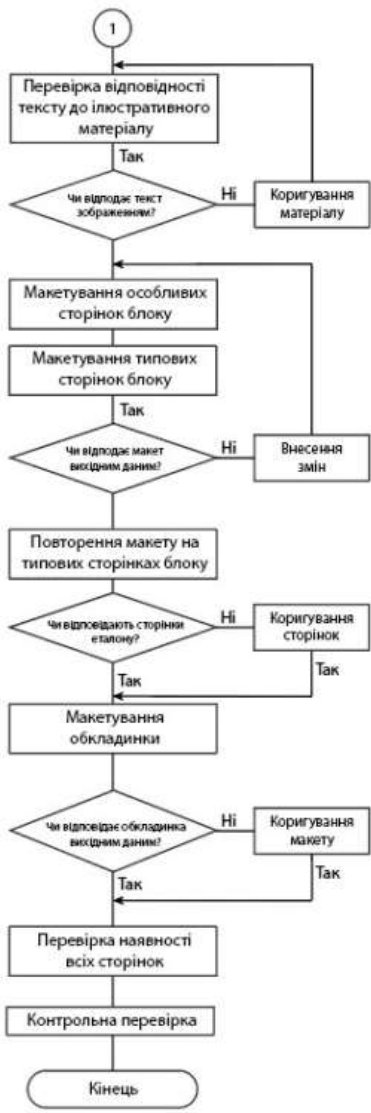 1
Перевірка відповідності
тексту до ілюстративного
матеріалу
Так
Чи відподає текст
зображенням?
Ні
Коригування
матеріалу
Макетування особливих
сторінок блоку
Макетування типових
сторінок блоку
Так
Чи відподає макет
вихідним даним?
Ні
Внесення
змін
Повторення макету на
типових сторінках блоку
Чи відповідають сторінки
еталону?
Ні
Коригування
сторінок
Так
Так
Макетування
обкладинки
Чи відповідає обкладинка
вихідним даним?
Ні
Коригування
макету
Так
Так
Перевірка наявності
всіх сторінок
Контрольна перевірка
Кінець